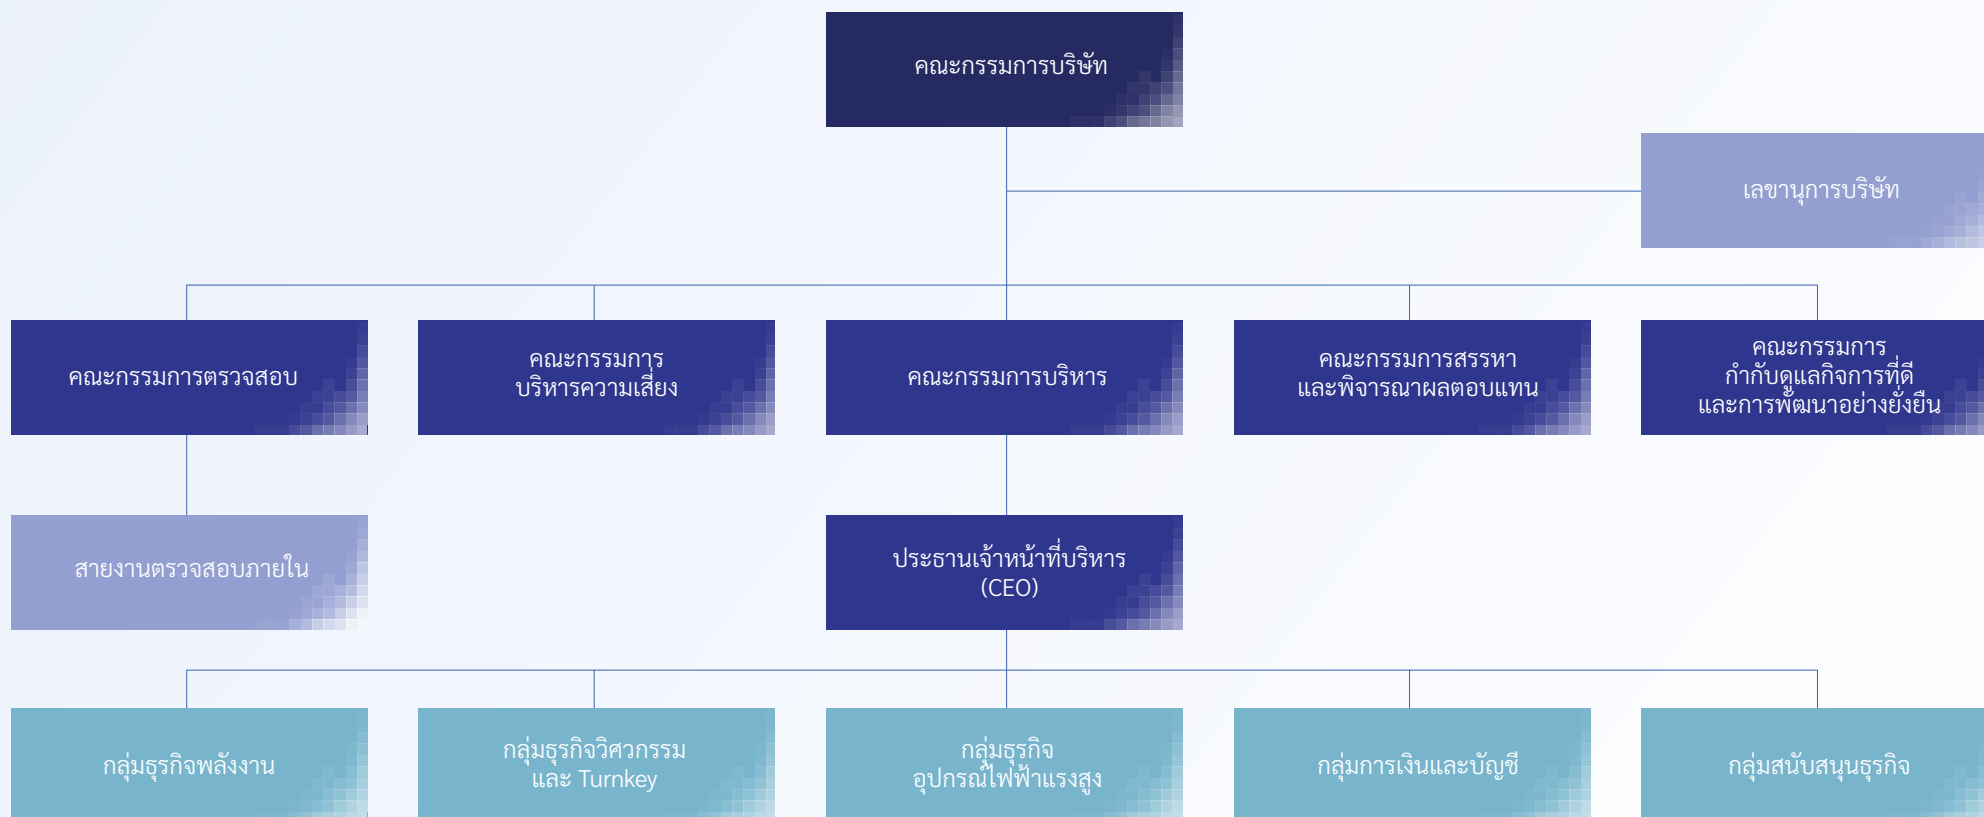 คณะกรรมการบริษัท
เลขานุการบริษัท
คณะกรรมการตรวจสอบ
คณะกรรมการ
บริหารความเสี่ยง
คณะกรรมการบริหาร
คณะกรรมการสรรหา
และพิจารณาผลตอบแทน
คณะกรรมการ
กำกับดูแลกิจการที่ดี
และการพัฒนาอย่างยั่งยืน
สายงานตรวจสอบภายใน
ประธานเจ้าหน้าที่บริหาร
(CEO)
กลุ่มธุรกิจพลังงาน
กลุ่มธุรกิจวิศวกรรม
และ Turnkey
กลุ่มธุรกิจ
อุปกรณ์ไฟฟ้าแรงสูง
กลุ่มการเงินและบัญชี
กลุ่มสนับสนุนธุรกิจ